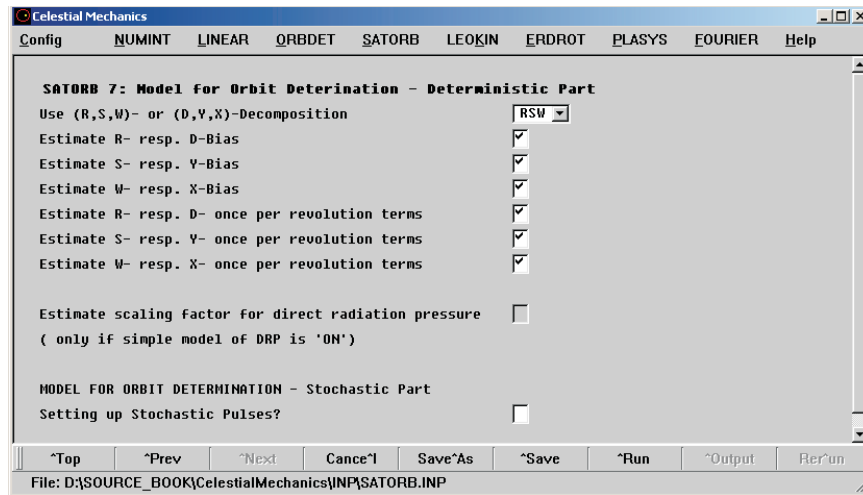 Celestial Mechanics
Config NUMINT LINEAR ORBDET SATORB LEOKIN ERDROT PLASYS FOURIER Help
SATORB 7: Model for Orbit Deterination - Deterministic Part
Use (R,S,W)- or (D,Y,X)-Decomposition RSW
Estimate R- resp. D-Bias
Estimate S- resp. Y-Bias
Estimate W- resp. X-Bias
Estimate R- resp. D- once per revolution terms
Estimate S- resp. Y- once per revolution terms
Estimate W- resp. X- once per revolution terms
Estimate scaling factor for direct radiation pressure
( only if simple model of DRP is 'ON')
MODEL FOR ORBIT DETERMINATION - Stochastic Part
Setting up Stochastic Pulses?
^Top ^Prev ^Next Cance^l Save^As ^Save ^Run ^Output Rer^un
File: D:\SOURCE_BOOK\CelestialMechanics\INP\SATORB.INP